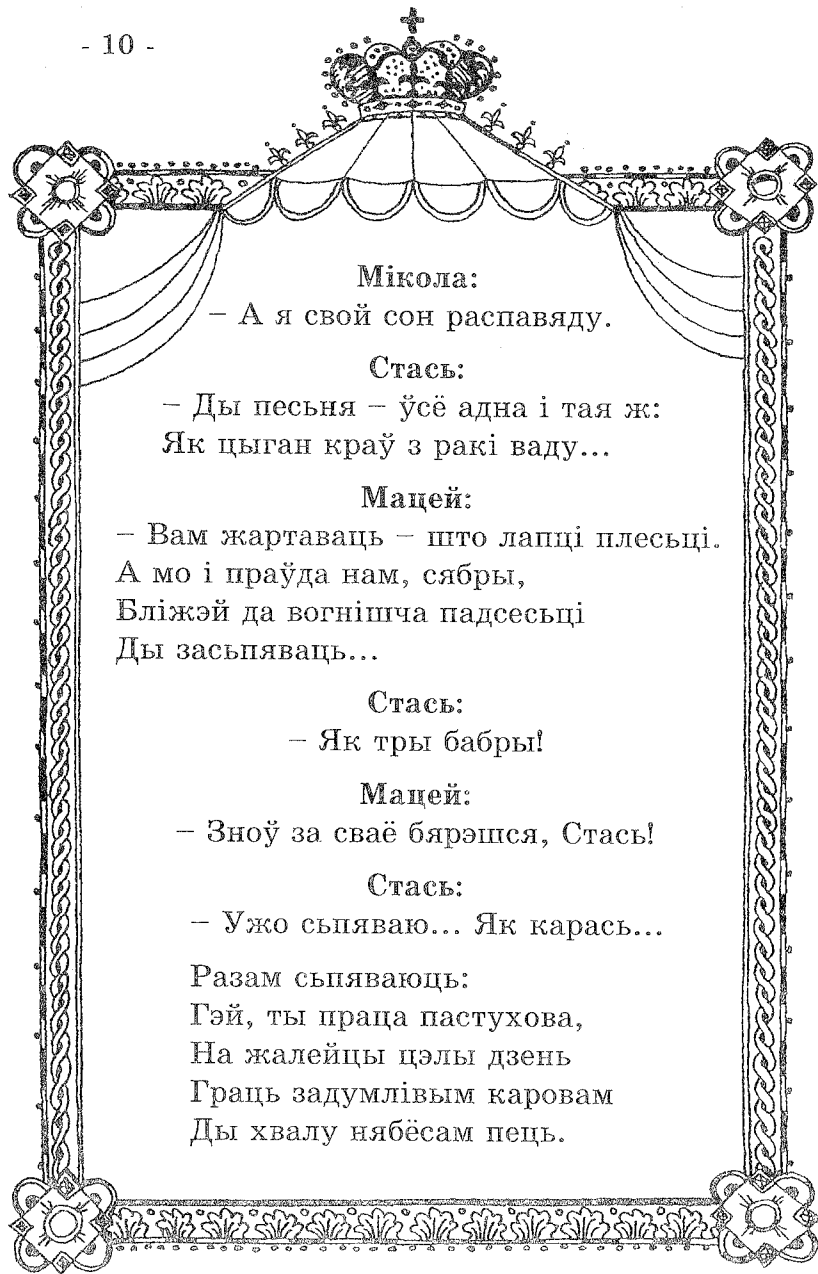 - 10 -
Мікола:
– А я свой сон распавяду.
Стась:
– Ды песьня – ўсё адна і тая ж:
Як цыган краў з ракі ваду...
Мацей:
– Вам жартаваць – што лапці плесьці.
А мо і праўда нам, сябры,
Бліжэй да вогнішча падсесьці
Ды засьпяваць...
Стась:
– Як тры бабры!
Мацей:
– Зноў за сваё бярэшся, Стась!
Стась:
– Ужо сьпяваю... Як карась...
Разам сьпяваюць:
Гэй, ты праца пастухова,
На жалейцы цэлы дзень
Граць задумлівым каровам
Ды хвалу нябёсам пець.